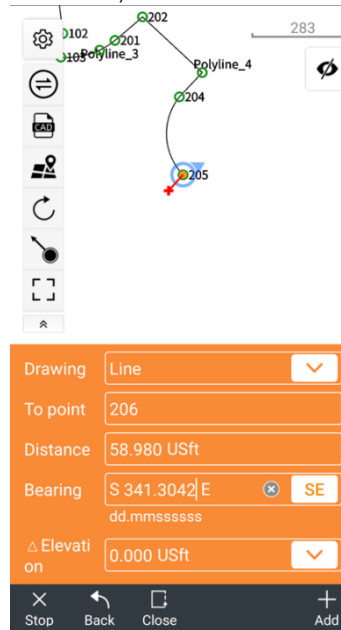 202
283
102
201
103
Polyline_3
Polyline_4
204
CAD
205
Drawing Line
To point 206
Distance 58.980 USft
Bearing S 341.3042 E SE
dd.mmssssss
△ Elevati
on
0.000 USft
Stop Back Close Add